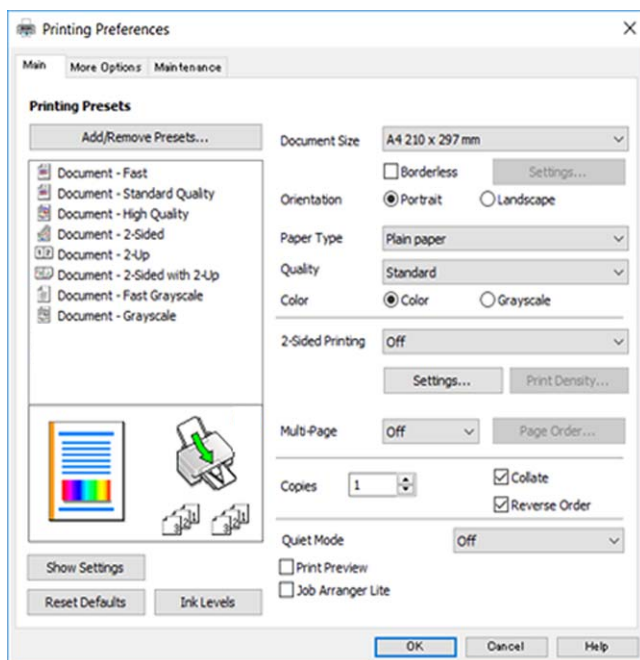 Printing Preferences
Main More Options Maintenance
Printing Presets
Add/Remove Presets...
Document - Fast
Document - Standard Quality
Document - High Quality
Document - 2-Sided
Document - 2-Up
Document - 2-Sided with 2-Up
Document - Fast Grayscale
Document - Grayscale
Show Settings
Reset Defaults Ink Levels
Document Size A4 210 x 297 mm
Borderless Settings...
Orientation Portrait Landscape
Paper Type Plain paper
Quality Standard
Color Color Grayscale
2-Sided Printing Off
Settings... Print Density...
Multi-Page Off Page Order...
Copies 1 Collate
Reverse Order
Quiet Mode Off
Print Preview
Job Arranger Lite
OK Cancel Help